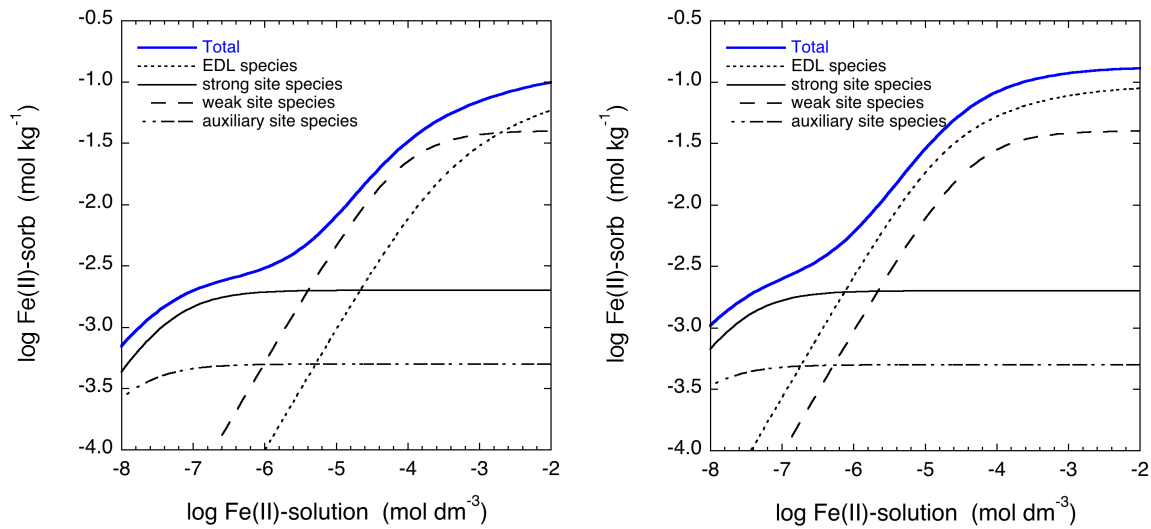 -0.5
Total
EDL species
-1.0
strong site species
weak site species
auxiliary site species
-1.5
-2.0
-2.5
-3.0
-3.5
-4.0
log Fe(II)-sorb (mol kg⁻¹)
-8 -7 -6 -5 -4 -3 -2
log Fe(II)-solution (mol dm⁻³)
-0.5
Total
EDL species
-1.0
strong site species
weak site species
auxiliary site species
-1.5
-2.0
-2.5
-3.0
-3.5
-4.0
log Fe(II)-sorb (mol kg⁻¹)
-8 -7 -6 -5 -4 -3 -2
log Fe(II)-solution (mol dm⁻³)